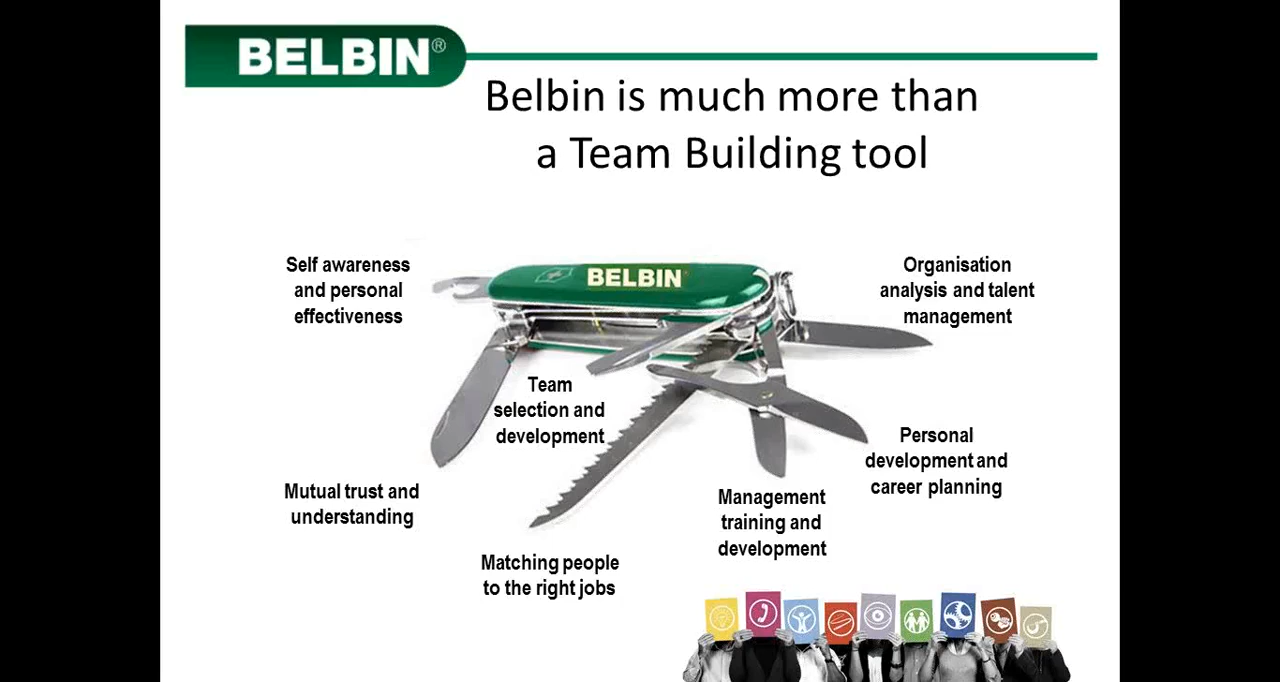 BELBIN®
Belbin is much more than
a Team Building tool
Self awareness
and personal
effectiveness
BELBIN
Organisation
analysis and talent
management
Team
selection and
development
Personal
development and
career planning
Mutual trust and
understanding
Management
training and
development
Matching people
to the right jobs